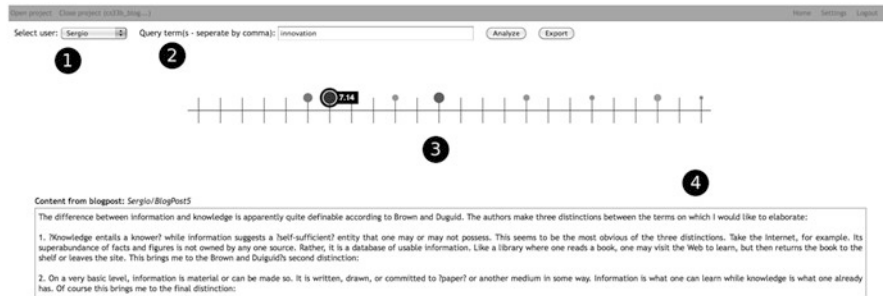 Open project Close project (cs23b_blog...) Home Settings Logout
Select user: Sergio Query term(s - seperate by comma): innovation Analyze Export
1 2
7.14
3
4
Content from blogpost: Sergio/BlogPost5
The difference between information and knowledge is apparently quite definable according to Brown and Duguid. The authors make three distinctions between the terms on which I would like to elaborate:
1. ?Knowledge entails a knower? while information suggests a ?self-sufficient? entity that one may or may not possess. This seems to be the most obvious of the three distinctions. Take the Internet, for example. Its
superabundance of facts and figures is not owned by any one source. Rather, it is a database of usable information. Like a library where one reads a book, one may visit the Web to learn, but then returns the book to the
shelf or leaves the site. This brings me to the Brown and Duiguid?s second distinction:
2. On a very basic level, information is material or can be made so. It is written, drawn, or committed to ?paper? or another medium in some way. Information is what one can learn while knowledge is what one already
has. Of course this brings me to the final distinction: